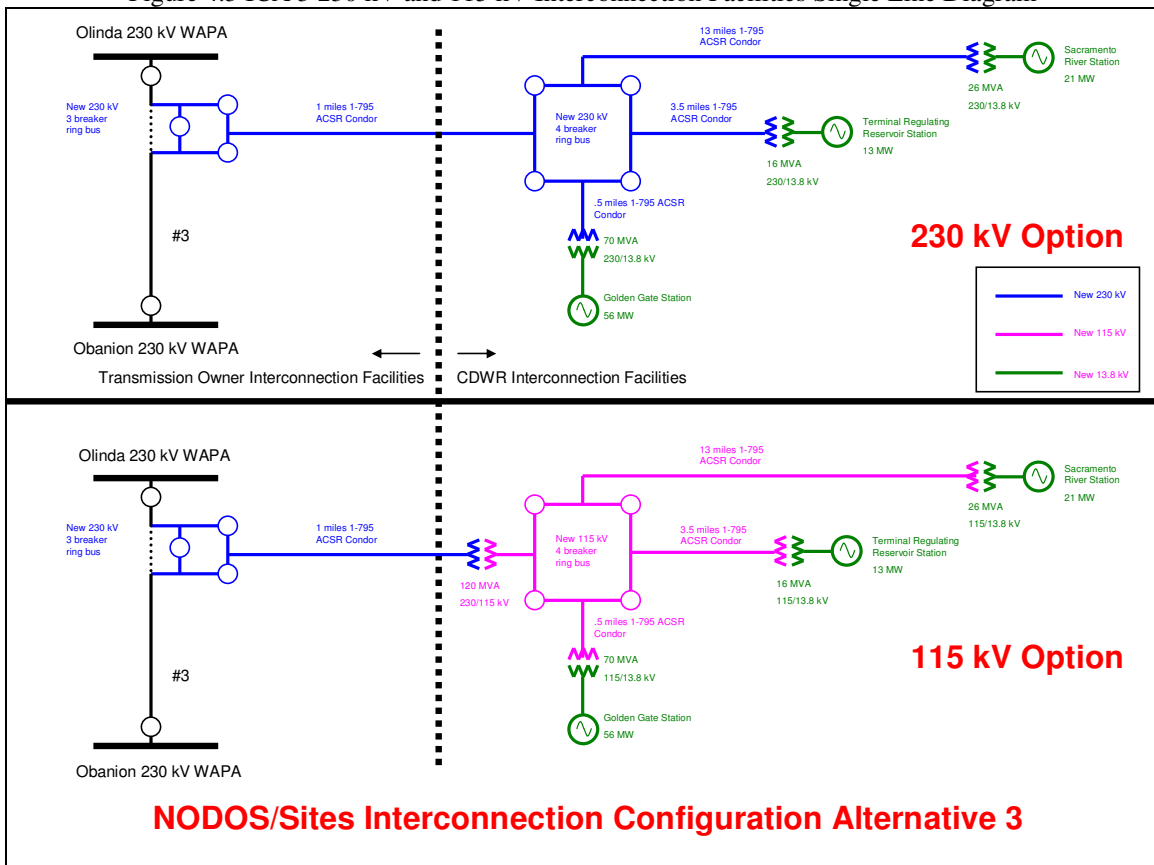 Olinda 230 kV WAPA
New 230 kV
3 breaker
ring bus
1 miles 1-795
ACSR Condor
#3
Obanion 230 kV WAPA
Transmission Owner Interconnection Facilities
CDWR Interconnection Facilities
13 miles 1-795
ACSR Condor
New 230 kV
4 breaker
ring bus
3.5 miles 1-795
ACSR Condor
26 MVA
230/13.8 kV
Sacramento
River Station
21 MW
16 MVA
230/13.8 kV
Terminal Regulating
Reservoir Station
13 MW
.5 miles 1-795 ACSR
Condor
70 MVA
230/13.8 kV
Golden Gate Station
56 MW
230 kV Option
New 230 kV
New 115 kV
New 13.8 kV
Olinda 230 kV WAPA
New 230 kV
3 breaker
ring bus
1 miles 1-795
ACSR Condor
#3
Obanion 230 kV WAPA
120 MVA
230/115 kV
13 miles 1-795
ACSR Condor
New 115 kV
4 breaker
ring bus
3.5 miles 1-795
ACSR Condor
26 MVA
115/13.8 kV
Sacramento
River Station
21 MW
16 MVA
115/13.8 kV
Terminal Regulating
Reservoir Station
13 MW
.5 miles 1-795 ACSR
Condor
70 MVA
115/13.8 kV
Golden Gate Station
56 MW
115 kV Option
NODOS/Sites Interconnection Configuration Alternative 3